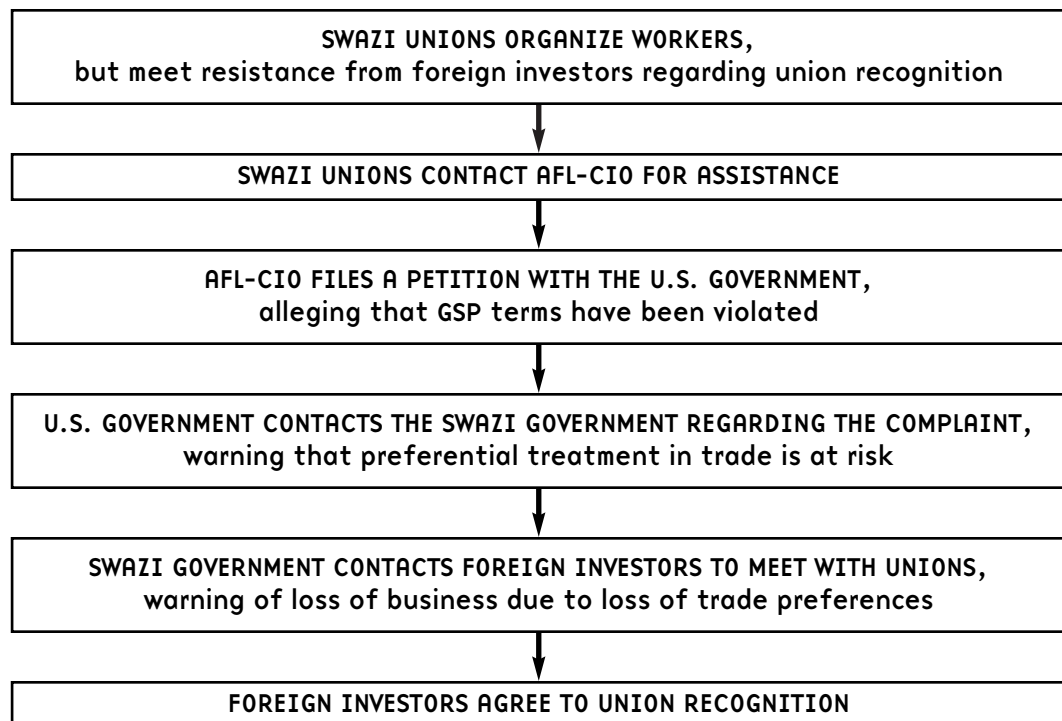 SWAZI UNIONS ORGANIZE WORKERS,
but meet resistance from foreign investors regarding union recognition
SWAZI UNIONS CONTACT AFL-CIO FOR ASSISTANCE
AFL-CIO FILES A PETITION WITH THE U.S. GOVERNMENT,
alleging that GSP terms have been violated
U.S. GOVERNMENT CONTACTS THE SWAZI GOVERNMENT REGARDING THE COMPLAINT,
warning that preferential treatment in trade is at risk
SWAZI GOVERNMENT CONTACTS FOREIGN INVESTORS TO MEET WITH UNIONS,
warning of loss of business due to loss of trade preferences
FOREIGN INVESTORS AGREE TO UNION RECOGNITION